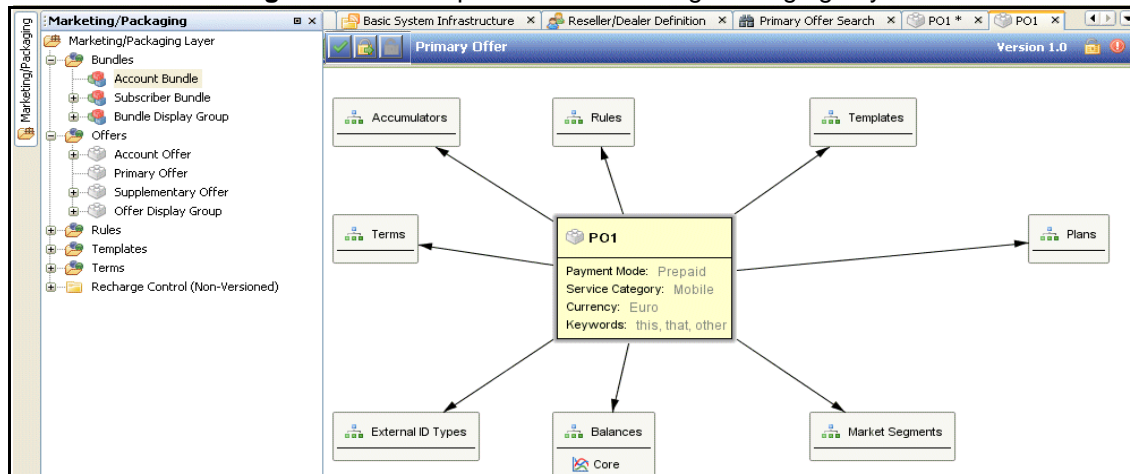 Marketing/Packaging
Marketing/Packaging
Marketing/Packaging Layer
Bundles
Account Bundle
Subscriber Bundle
Bundle Display Group
Offers
Account Offer
Primary Offer
Supplementary Offer
Offer Display Group
Rules
Templates
Terms
Recharge Control (Non-Versioned)
Basic System Infrastructure
Reseller/Dealer Definition
Primary Offer Search
PO1 *
PO1
Primary Offer
Version 1.0
Accumulators
Rules
Templates
Terms
PO1
Payment Mode: Prepaid
Service Category: Mobile
Currency: Euro
Keywords: this, that, other
Plans
External ID Types
Balances
Core
Market Segments